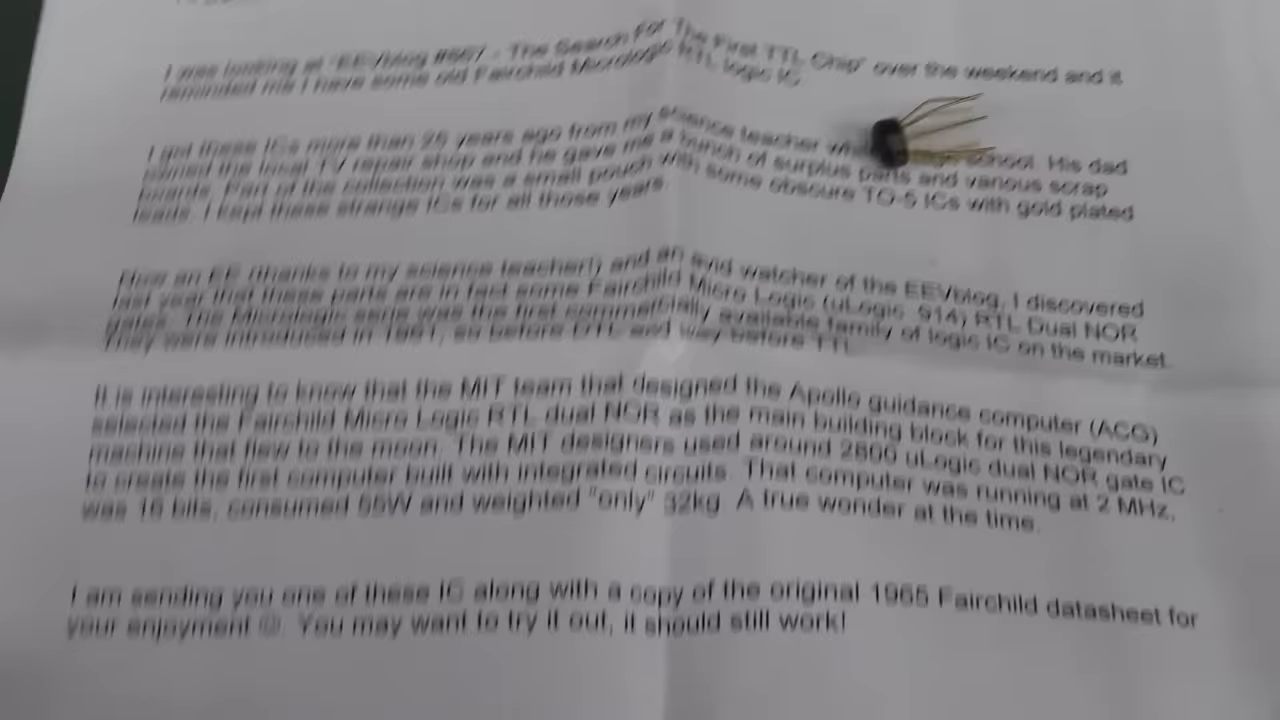 I was looking at "EEVblog #667 - The Search For The First TTL Chip" over the weekend and it
reminded me I have some old Fairchild Micrologic RTL logic IC
I got these ICs more than 25 years ago from my science teacher school. His dad
owned the local TV repair shop and he gave me a bunch of surplus parts and various scrap
boards. Part of the collection was a small pouch with some obscure TO-5 ICs with gold plated
leads. I kept these strange ICs for all those years.
Now an EE (thanks to my science teacher!) and an avid watcher of the EEVblog, I discovered
last year that these parts are in fact some Fairchild Micro Logic (uLogic 914) RTL Dual NOR
gates. The Micrologic serie was the first commercially available family of logic IC on the market.
They were introduced in 1961, so before DTL and way before TTL.
It is interesting to know that the MIT team that designed the Apollo guidance computer (ACG)
selected the Fairchild Micro Logic RTL dual NOR as the main building block for this legendary
machine that flew to the moon. The MIT designers used around 2800 uLogic dual NOR gate IC
to create the first computer built with integrated circuits. That computer was running at 2 MHz,
was 16 bits, consumed 55W and weighted "only" 32kg. A true wonder at the time.
I am sending you one of these IC along with a copy of the original 1965 Fairchild datasheet for
your enjoyment ☺. You may want to try it out, it should still work!